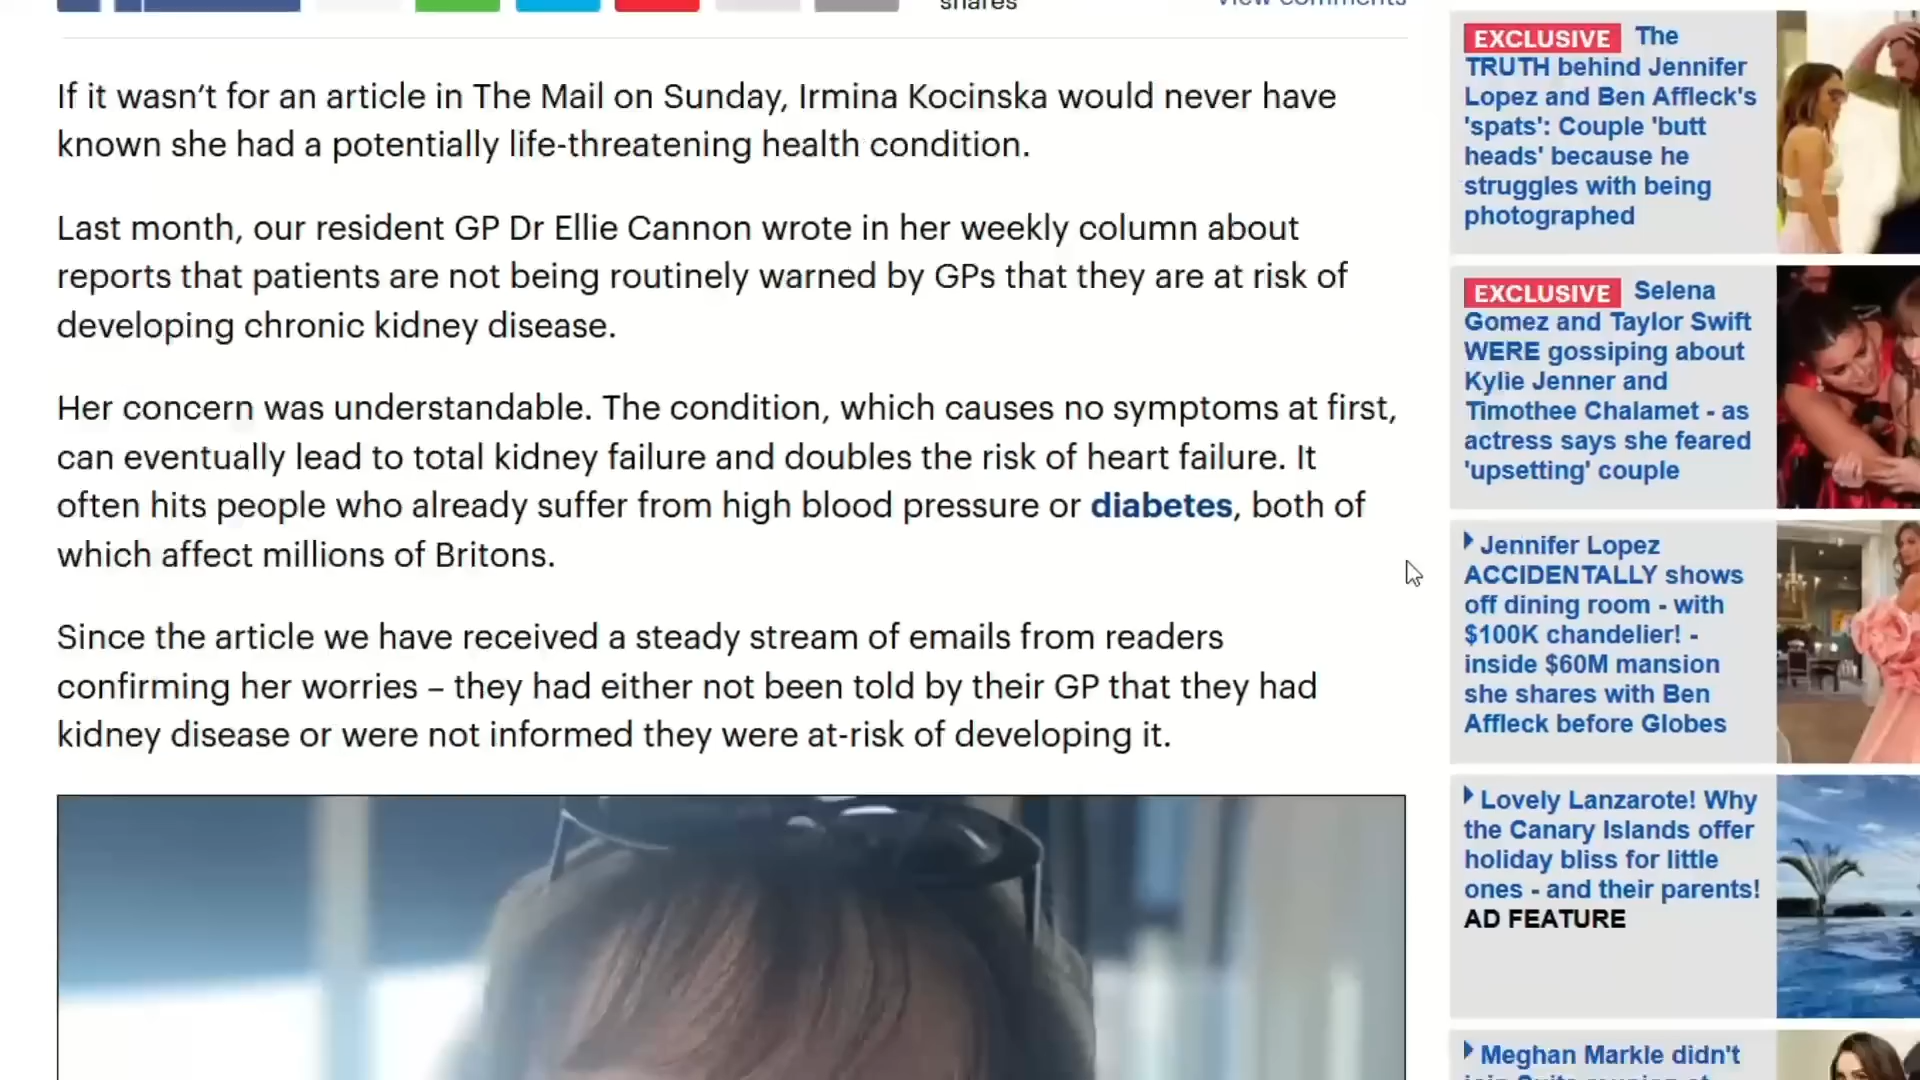 shares
View comments
If it wasn’t for an article in The Mail on Sunday, Irmina Kocinska would never have
known she had a potentially life-threatening health condition.
Last month, our resident GP Dr Ellie Cannon wrote in her weekly column about
reports that patients are not being routinely warned by GPs that they are at risk of
developing chronic kidney disease.
Her concern was understandable. The condition, which causes no symptoms at first,
can eventually lead to total kidney failure and doubles the risk of heart failure. It
often hits people who already suffer from high blood pressure or diabetes, both of
which affect millions of Britons.
Since the article we have received a steady stream of emails from readers
confirming her worries – they had either not been told by their GP that they had
kidney disease or were not informed they were at-risk of developing it.
EXCLUSIVE The
TRUTH behind Jennifer
Lopez and Ben Affleck's
'spats': Couple 'butt
heads' because he
struggles with being
photographed
EXCLUSIVE Selena
Gomez and Taylor Swift
WERE gossiping about
Kylie Jenner and
Timothee Chalamet - as
actress says she feared
'upsetting' couple
Jennifer Lopez
ACCIDENTALLY shows
off dining room - with
$100K chandelier! -
inside $60M mansion
she shares with Ben
Affleck before Globes
Lovely Lanzarote! Why
the Canary Islands offer
holiday bliss for little
ones - and their parents!
AD FEATURE
Meghan Markle didn't